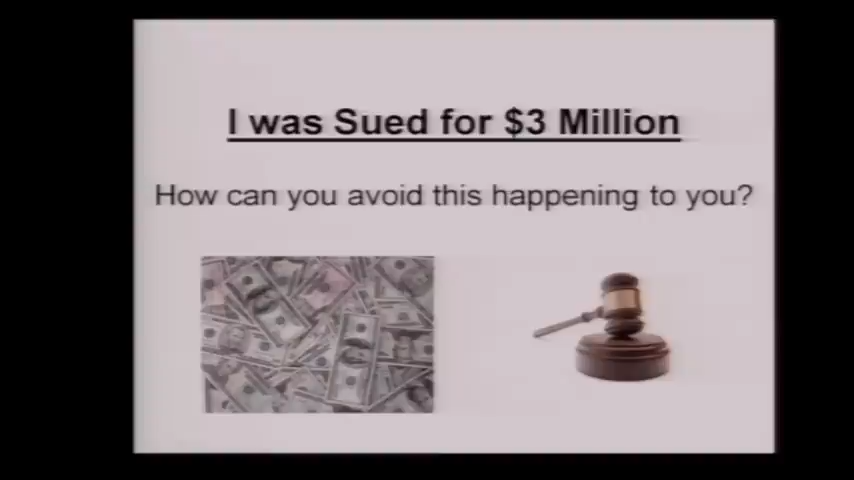 I was Sued for $3 Million
How can you avoid this happening to you?